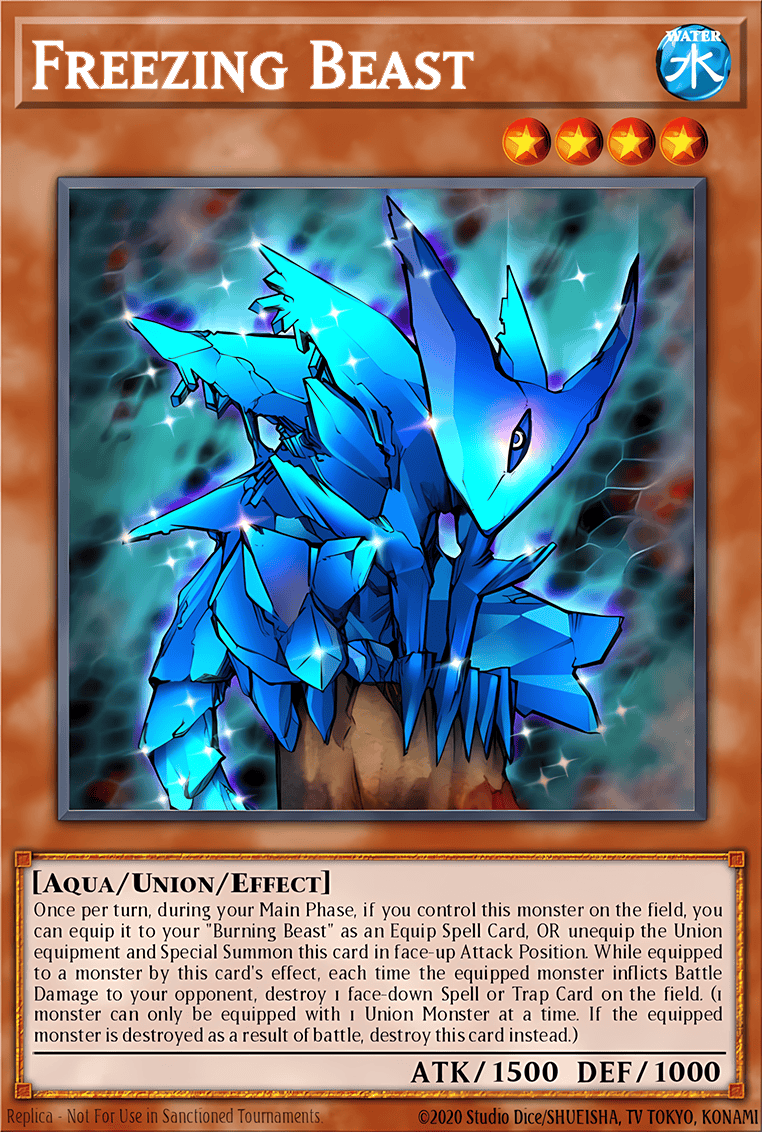 Freezing Beast
WATER
水
[Aqua/Union/Effect]
Once per turn, during your Main Phase, if you control this monster on the field, you
can equip it to your "Burning Beast" as an Equip Spell Card, OR unequip the Union
equipment and Special Summon this card in face-up Attack Position. While equipped
to a monster by this card's effect, each time the equipped monster inflicts Battle
Damage to your opponent, destroy 1 face-down Spell or Trap Card on the field. (1
monster can only be equipped with 1 Union Monster at a time. If the equipped
monster is destroyed as a result of battle, destroy this card instead.)
ATK/1500 DEF/1000
Replica - Not For Use in Sanctioned Tournaments.
©2020 Studio Dice/SHUEISHA, TV TOKYO, KONAMI